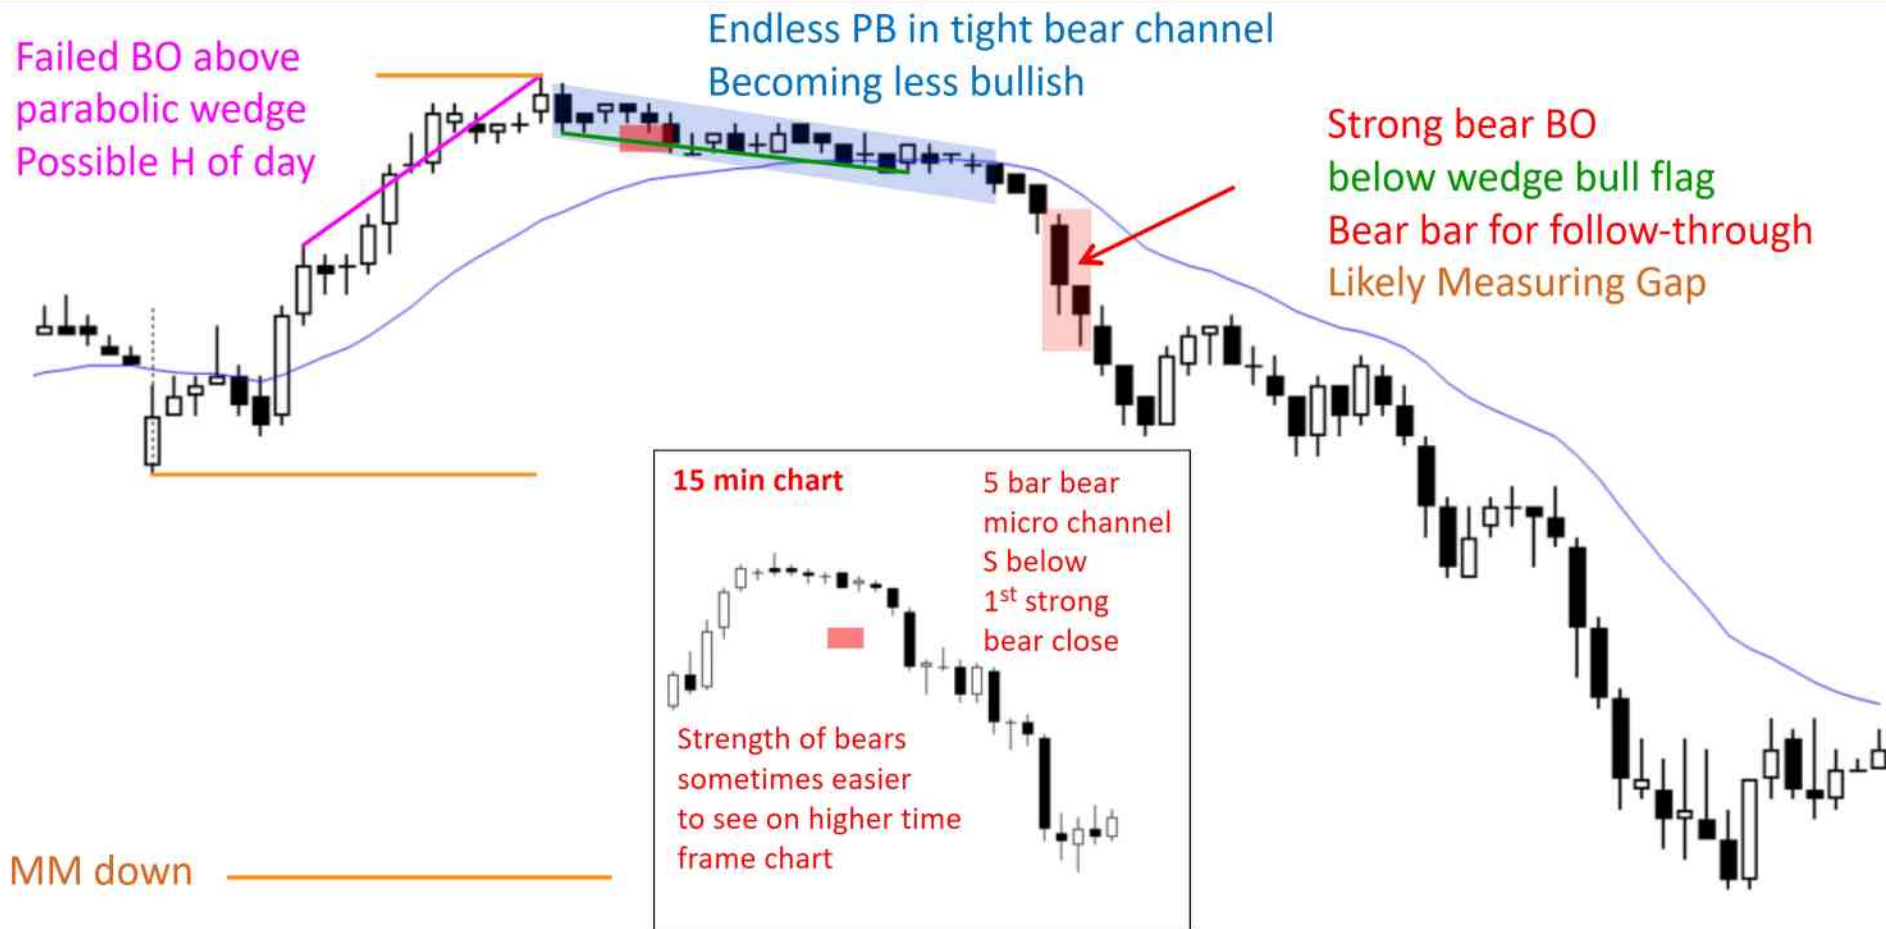 Failed BO above
parabolic wedge
Possible H of day
Endless PB in tight bear channel
Becoming less bullish
Strong bear BO
below wedge bull flag
Bear bar for follow-through
Likely Measuring Gap
15 min chart
5 bar bear
micro channel
S below
1st strong
bear close
Strength of bears
sometimes easier
to see on higher time
frame chart
MM down